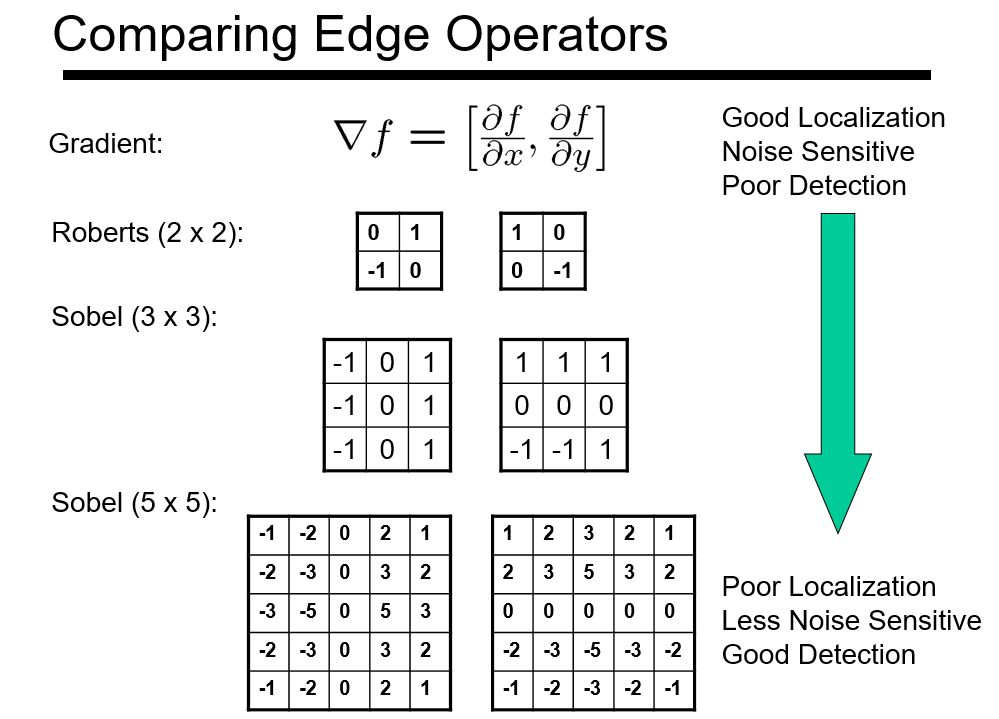 Comparing Edge Operators
Gradient:
∇f = [∂f/∂x, ∂f/∂y]
Good Localization
Noise Sensitive
Poor Detection
Roberts (2 x 2):
0 1
-1 0
1 0
0 -1
Sobel (3 x 3):
-1 0 1
-1 0 1
-1 0 1
1 1 1
0 0 0
-1 -1 1
Sobel (5 x 5):
-1 -2 0 2 1
-2 -3 0 3 2
-3 -5 0 5 3
-2 -3 0 3 2
-1 -2 0 2 1
1 2 3 2 1
2 3 5 3 2
0 0 0 0 0
-2 -3 -5 -3 -2
-1 -2 -3 -2 -1
Poor Localization
Less Noise Sensitive
Good Detection